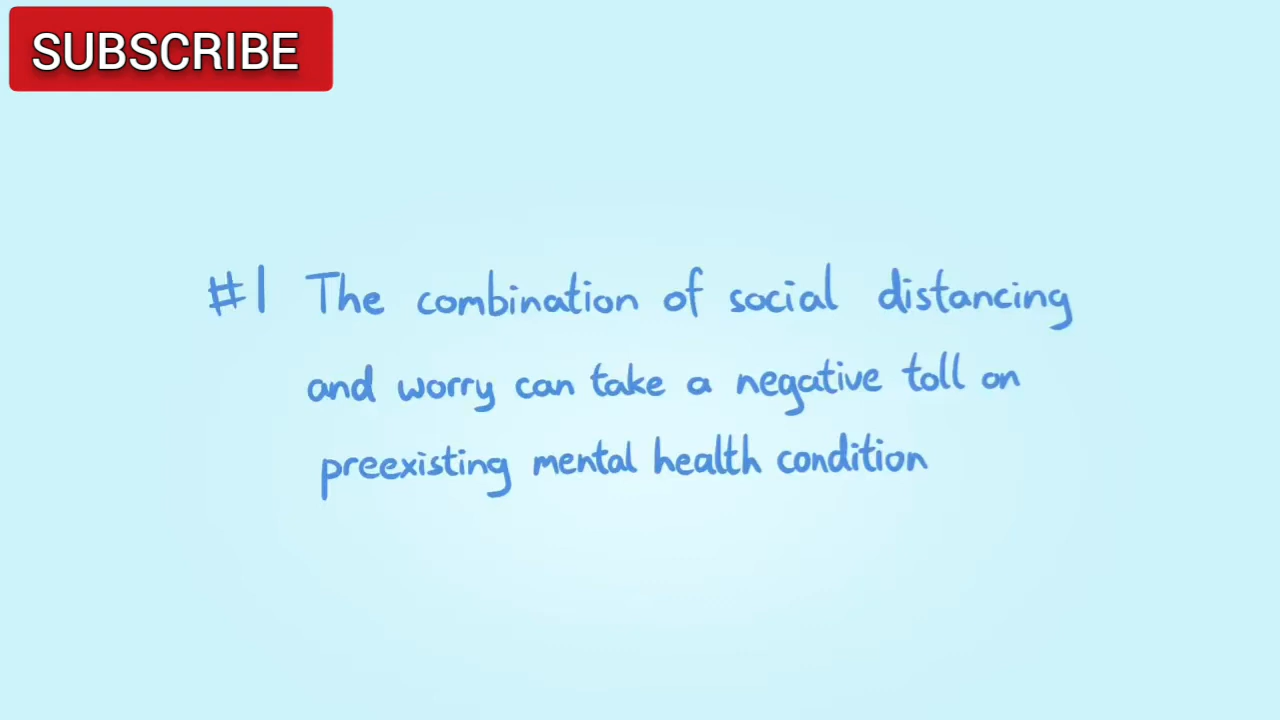 SUBSCRIBE
#1 The combination of social distancing
and worry can take a negative toll on
preexisting mental health condition